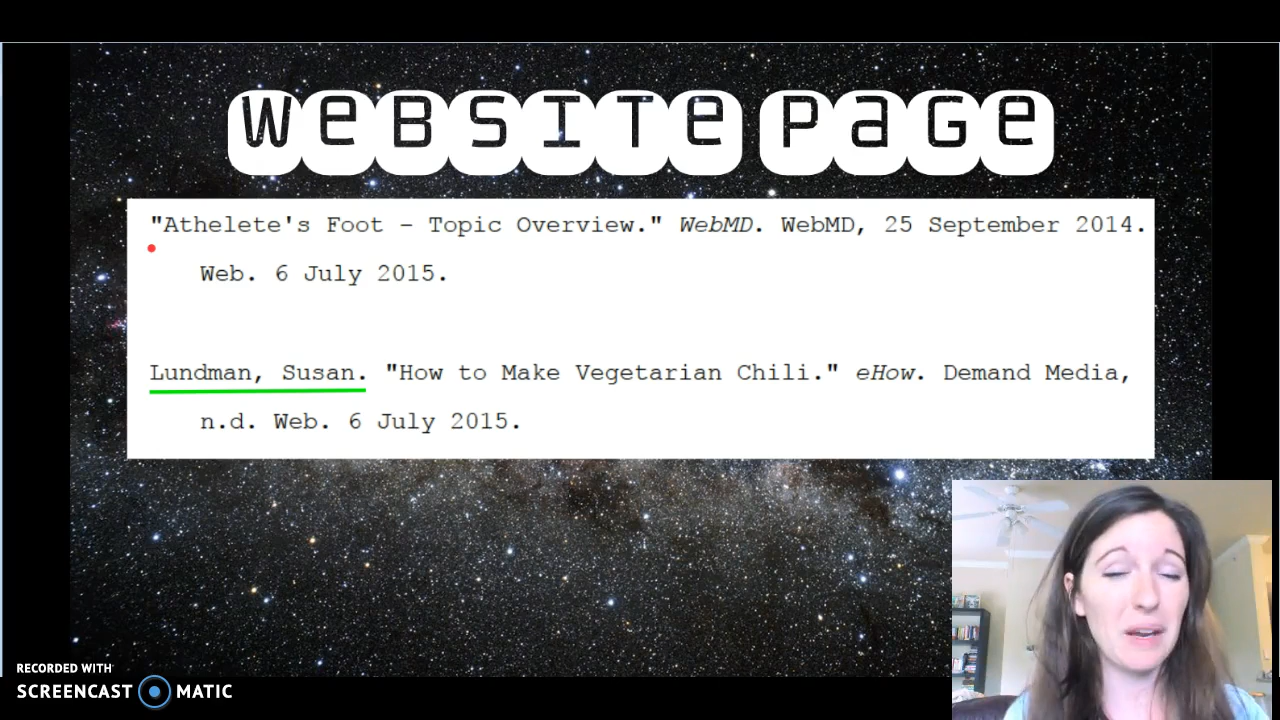 WeBSITe PaGe
"Athelete's Foot – Topic Overview." WebMD. WebMD, 25 September 2014.
Web. 6 July 2015.
Lundman, Susan. "How to Make Vegetarian Chili." eHow. Demand Media,
n.d. Web. 6 July 2015.
RECORDED WITH
SCREENCAST MATIC